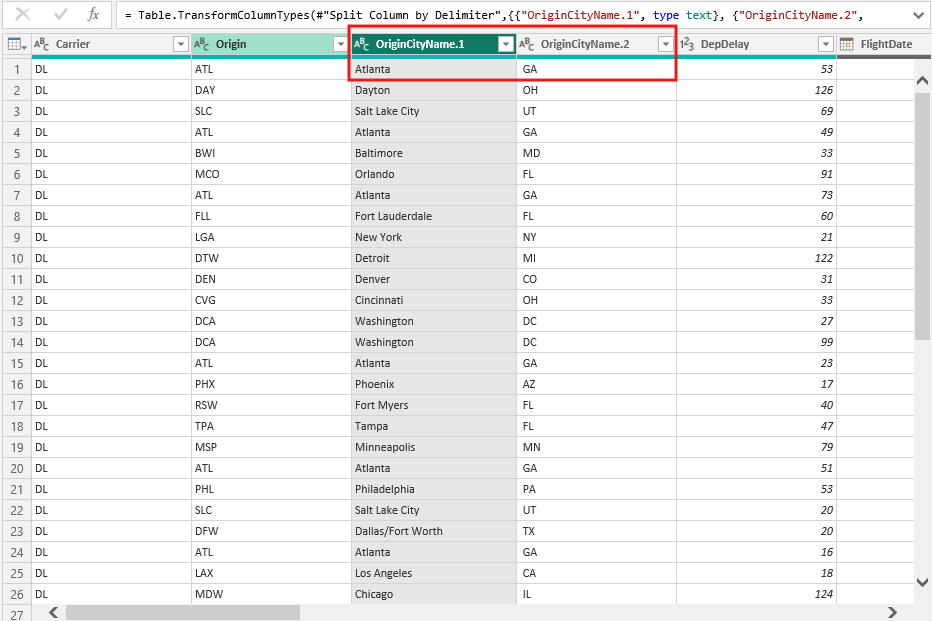 fx = Table.TransformColumnTypes(#"Split Column by Delimiter",{{"OriginCityName.1", type text}, {"OriginCityName.2",
ABC Carrier ABC Origin ABC OriginCityName.1 ABC OriginCityName.2 123 DepDelay FlightDate
1 DL ATL Atlanta GA 53
2 DL DAY Dayton OH 126
3 DL SLC Salt Lake City UT 69
4 DL ATL Atlanta GA 49
5 DL BWI Baltimore MD 33
6 DL MCO Orlando FL 91
7 DL ATL Atlanta GA 73
8 DL FLL Fort Lauderdale FL 60
9 DL LGA New York NY 21
10 DL DTW Detroit MI 122
11 DL DEN Denver CO 31
12 DL CVG Cincinnati OH 33
13 DL DCA Washington DC 27
14 DL DCA Washington DC 99
15 DL ATL Atlanta GA 23
16 DL PHX Phoenix AZ 17
17 DL RSW Fort Myers FL 40
18 DL TPA Tampa FL 47
19 DL MSP Minneapolis MN 79
20 DL ATL Atlanta GA 51
21 DL PHL Philadelphia PA 53
22 DL SLC Salt Lake City UT 20
23 DL DFW Dallas/Fort Worth TX 20
24 DL ATL Atlanta GA 16
25 DL LAX Los Angeles CA 18
26 DL MDW Chicago IL 124
27